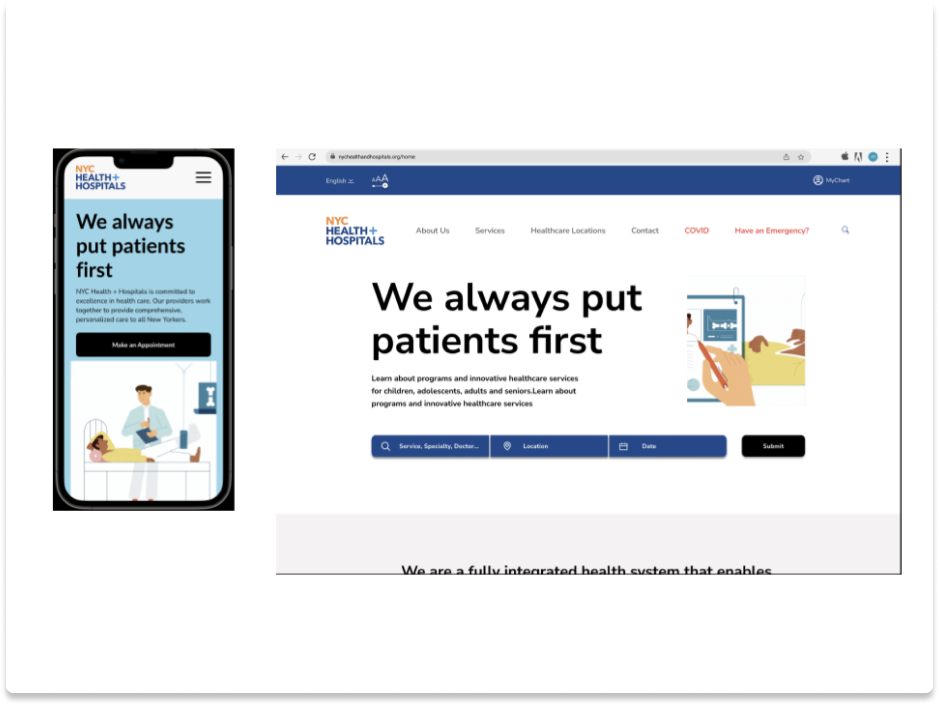 NYC
HEALTH+
HOSPITALS
We always
put patients
first
NYC Health + Hospitals is committed to
excellence in health care. Our providers work
together to provide comprehensive,
personalized care to all New Yorkers.
Make an Appointment
nychealthandhospitals.org/home
English
AAA
MyChart
NYC
HEALTH+
HOSPITALS
About Us
Services
Healthcare Locations
Contact
COVID
Have an Emergency?
We always put
patients first
Learn about programs and innovative healthcare services
for children, adolescents, adults and seniors.Learn about
programs and innovative healthcare services
Service, Specialty, Doctor...
Location
Date
Submit
We are a fully integrated health system that enables